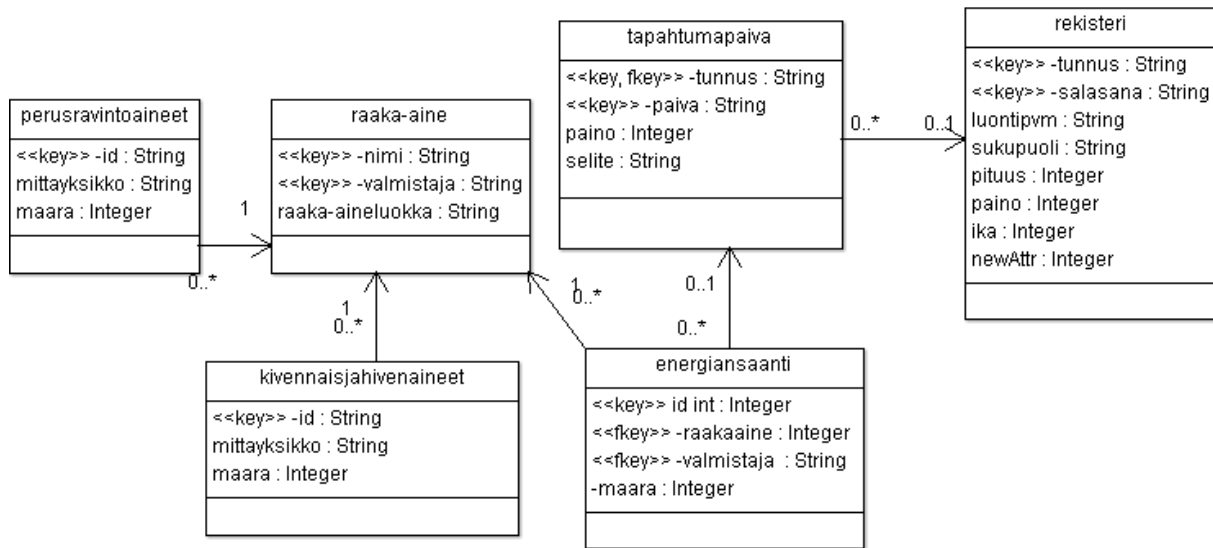 perusravintoaineet
<<key>> -id : String
mittayksikko : String
maara : Integer
raaka-aine
<<key>> -nimi : String
<<key>> -valmistaja : String
raaka-aineluokka : String
tapahtumapaiva
<<key, fkey>> -tunnus : String
<<key>> -paiva : String
paino : Integer
selite : String
rekisteri
<<key>> -tunnus : String
<<key>> -salasana : String
luontipvm : String
sukupuoli : String
pituus : Integer
paino : Integer
ika : Integer
newAttr : Integer
0..*
0..1
1
0..*
1
0..*
1
0..*
0..1
0..*
kivennaisjahivenaineet
<<key>> -id : String
mittayksikko : String
maara : Integer
energiansaanti
<<key>> id int : Integer
<<fkey>> -raakaaine : Integer
<<fkey>> -valmistaja : String
-maara : Integer